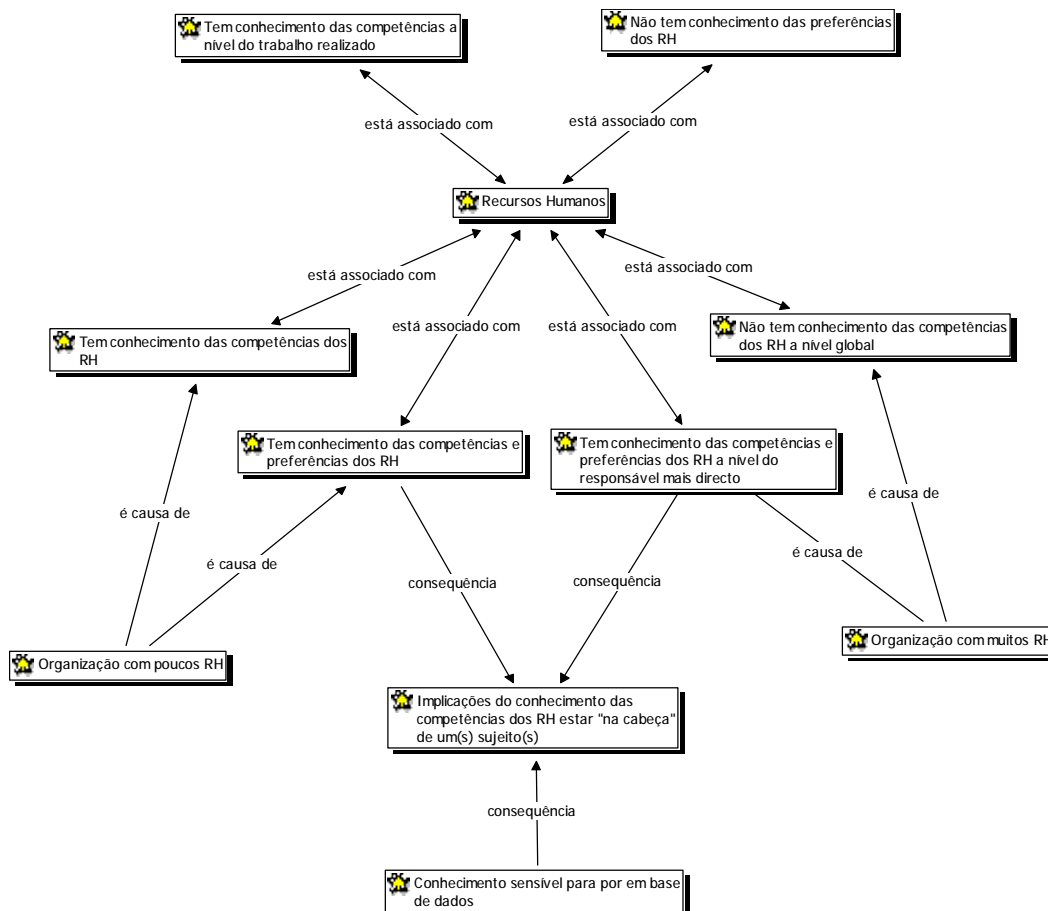 Tem conhecimento das competências a
nível do trabalho realizado
Não tem conhecimento das preferências
dos RH
está associado com
está associado com
Recursos Humanos
está associado com
está associado com
está associado com
está associado com
Tem conhecimento das competências dos
RH
Não tem conhecimento das competências
dos RH a nível global
Tem conhecimento das competências e
preferências dos RH
Tem conhecimento das competências e
preferências dos RH a nível do
responsável mais directo
é causa de
é causa de
é causa de
é causa de
consequência
consequência
Organização com poucos RH
Organização com muitos RH
Implicações do conhecimento das
competências dos RH estar "na cabeça"
de um(s) sujeito(s)
consequência
Conhecimento sensível para por em base
de dados